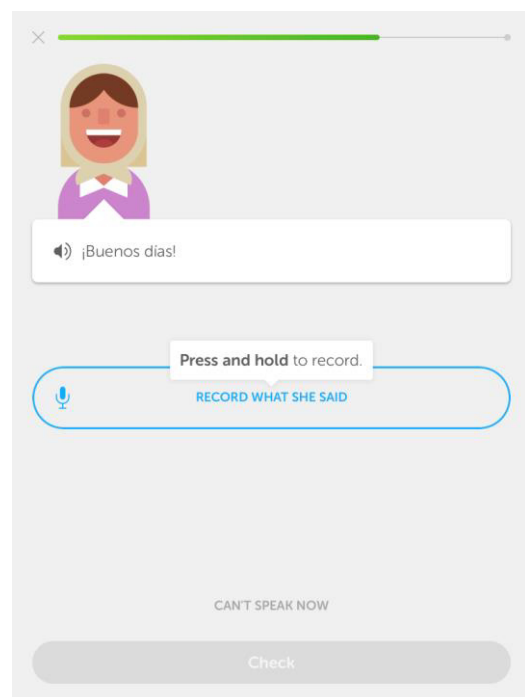 ¡Buenos días!
Press and hold to record.
RECORD WHAT SHE SAID
CAN'T SPEAK NOW
Check